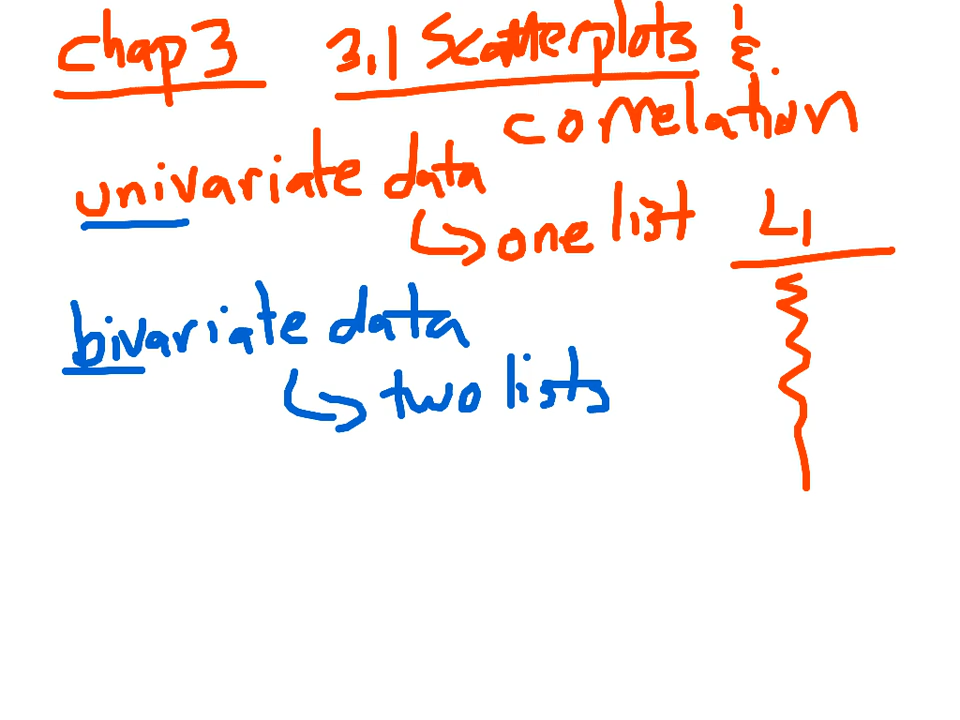 Chap 3 3.1 Scatterplots &
correlation
univariate data
↳ one list L1
bivariate data
↳ two lists